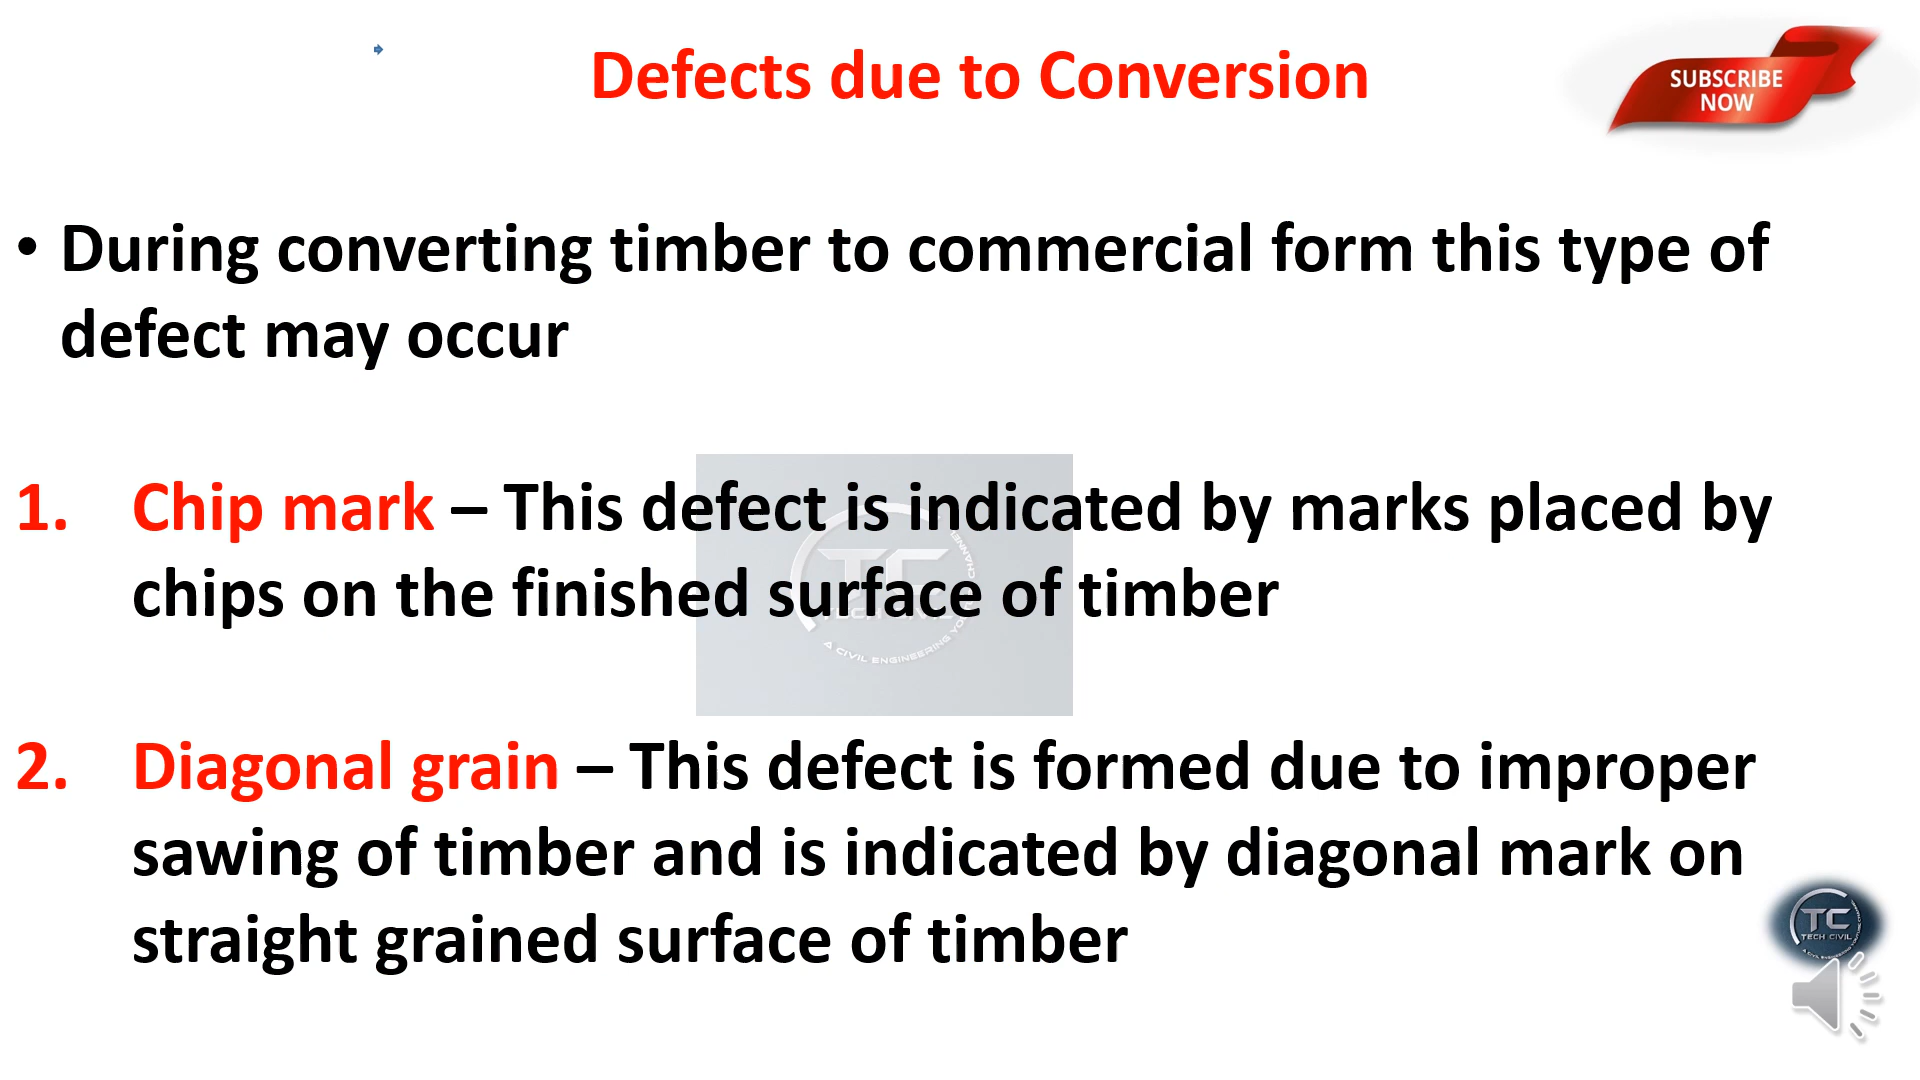 Defects due to Conversion
SUBSCRIBE
NOW
• During converting timber to commercial form this type of
defect may occur
1. Chip mark – This defect is indicated by marks placed by
chips on the finished surface of timber
2. Diagonal grain – This defect is formed due to improper
sawing of timber and is indicated by diagonal mark on
straight grained surface of timber
TC
TECH CIVIL